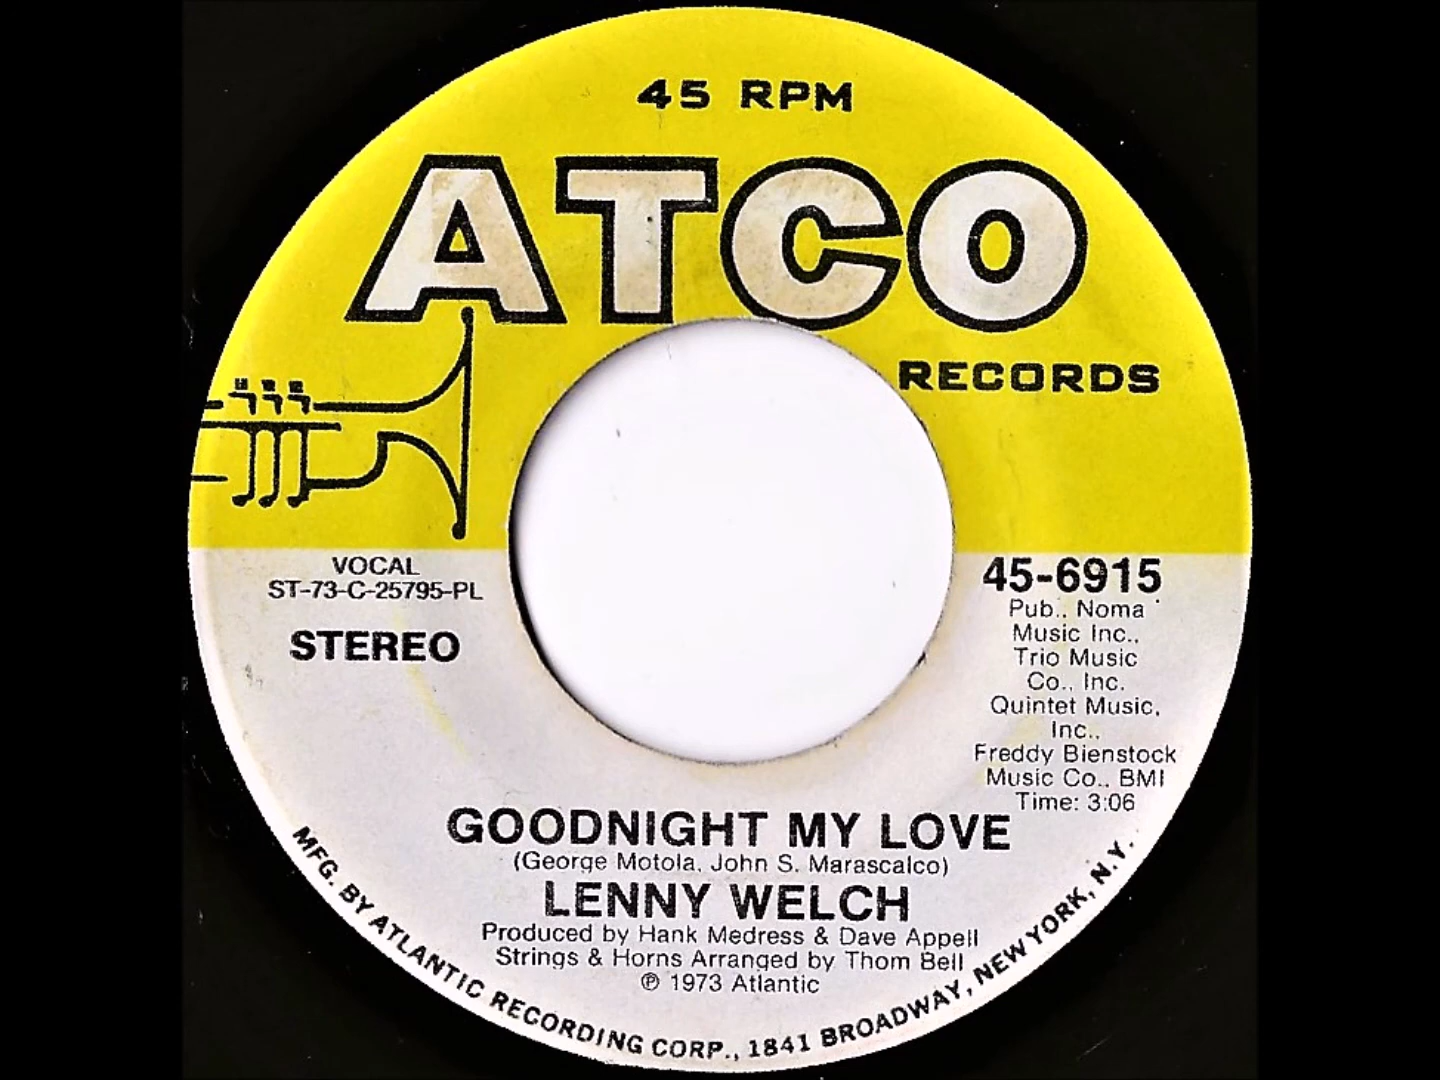 45 RPM
ATCO
RECORDS
VOCAL
ST-73-C-25795-PL
STEREO
45-6915
Pub., Noma
Music Inc.,
Trio Music
Co., Inc.
Quintet Music,
Inc.,
Freddy Bienstock
Music Co., BMI
Time: 3:06
GOODNIGHT MY LOVE
(George Motola, John S. Marascalco)
LENNY WELCH
Produced by Hank Medress & Dave Appell
Strings & Horns Arranged by Thom Bell
℗ 1973 Atlantic
MFG. BY ATLANTIC RECORDING CORP., 1841 BROADWAY, NEW YORK, N.Y.